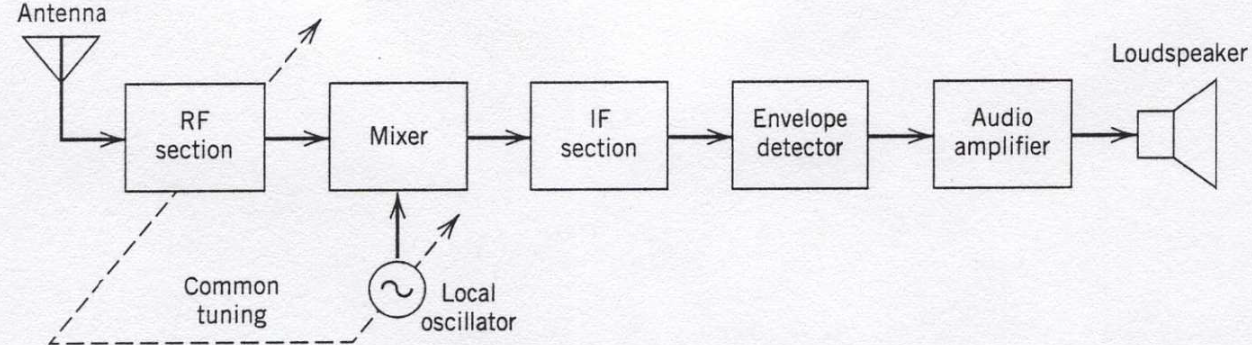 Antenna
Loudspeaker
RF
section
Mixer
IF
section
Envelope
detector
Audio
amplifier
Common
tuning
Local
oscillator